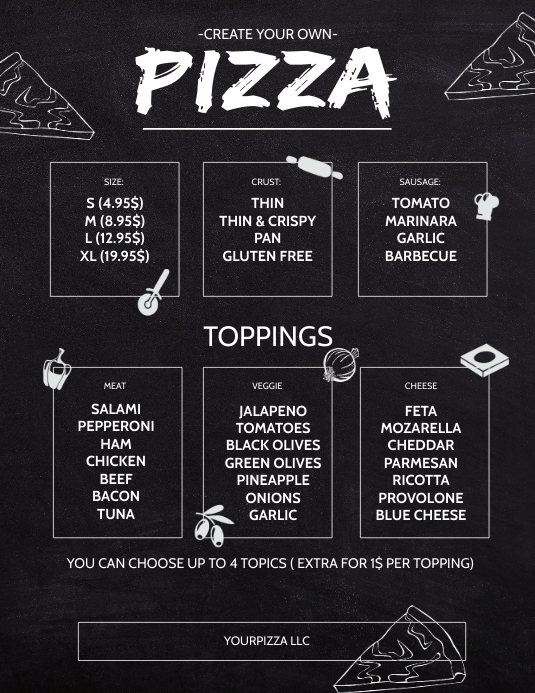 -CREATE YOUR OWN-
PIZZA
SIZE:
S (4.95$)
M (8.95$)
L (12.95$)
XL (19.95$)
CRUST:
THIN
THIN & CRISPY
PAN
GLUTEN FREE
SAUSAGE:
TOMATO
MARINARA
GARLIC
BARBECUE
TOPPINGS
MEAT
SALAMI
PEPPERONI
HAM
CHICKEN
BEEF
BACON
TUNA
VEGGIE
JALAPENO
TOMATOES
BLACK OLIVES
GREEN OLIVES
PINEAPPLE
ONIONS
GARLIC
CHEESE
FETA
MOZARELLA
CHEDDAR
PARMESAN
RICOTTA
PROVOLONE
BLUE CHEESE
YOU CAN CHOOSE UP TO 4 TOPICS ( EXTRA FOR 1$ PER TOPPING)
YOURPIZZA LLC